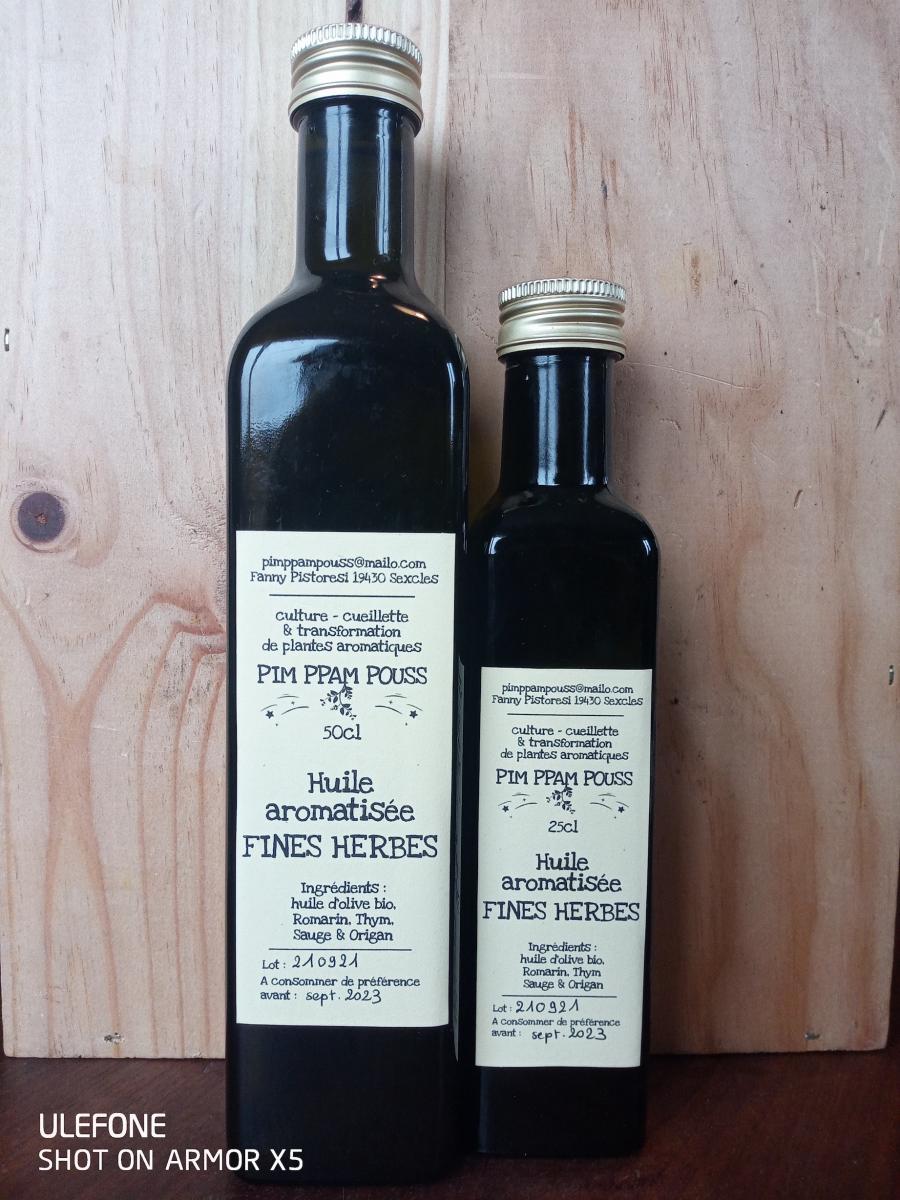 pimppampouss@mailo.com
Fanny Pistoresi 19430 Sexcles
culture - cueillette
& transformation
de plantes aromatiques
PIM PPAM POUSS
50cl
Huile
aromatisée
FINES HERBES
Ingrédients :
huile d'olive bio,
Romarin, Thym,
Sauge & Origan
Lot : 210921
A consommer de préférence
avant : sept. 2023
pimppampouss@mailo.com
Fanny Pistoresi 19430 Sexcles
culture - cueillette
& transformation
de plantes aromatiques
PIM PPAM POUSS
25cl
Huile
aromatisée
FINES HERBES
Ingrédients :
huile d'olive bio,
Romarin, Thym
Sauge & Origan
Lot : 210921
A consommer de préférence
avant : sept. 2023
ULEFONE
SHOT ON ARMOR X5